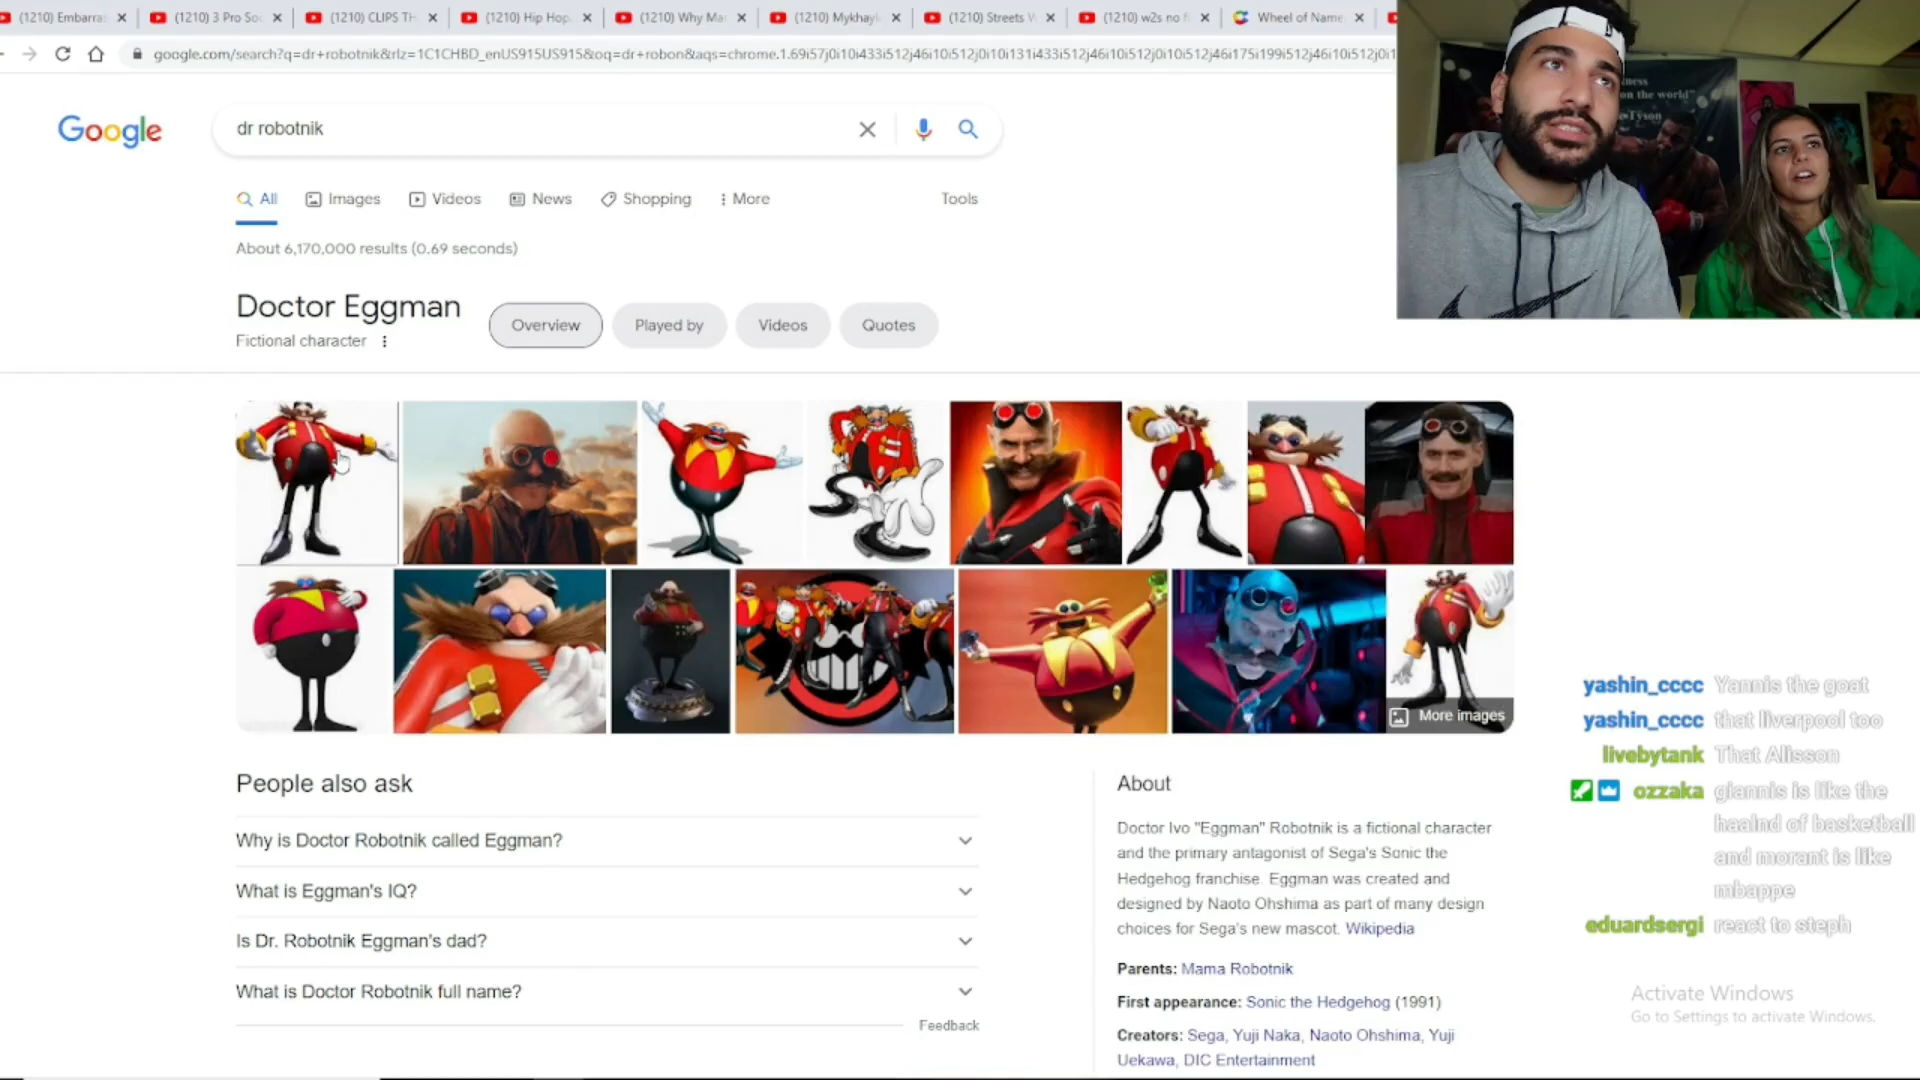 (1210) Embarra
(1210) 3 Pro So
(1210) CLIPS TH
(1210) Hip Hop
(1210) Why Ma
(1210) Mykhayl
(1210) Streets
(1210) w2s no
Wheel of Name
google.com/search?q=dr+robotnik&rlz=1C1CHBD_enUS915US915&oq=dr+robon&aqs=chrome.1.69i57j0i10i433i512j46i10i512j0i10i131i433i512j46i10i512j0i10i512j46i175i199i512j46i10i512j0i1
ness
on the world"
Tyson
Google
dr robotnik
All
Images
Videos
News
Shopping
More
Tools
About 6,170,000 results (0.69 seconds)
Doctor Eggman
Fictional character
Overview
Played by
Videos
Quotes
More images
People also ask
Why is Doctor Robotnik called Eggman?
What is Eggman's IQ?
Is Dr. Robotnik Eggman's dad?
What is Doctor Robotnik full name?
Feedback
About
Doctor Ivo "Eggman" Robotnik is a fictional character
and the primary antagonist of Sega's Sonic the
Hedgehog franchise. Eggman was created and
designed by Naoto Ohshima as part of many design
choices for Sega's new mascot. Wikipedia
Parents: Mama Robotnik
First appearance: Sonic the Hedgehog (1991)
Creators: Sega, Yuji Naka, Naoto Ohshima, Yuji
Uekawa, DIC Entertainment
yashin_cccc Yannis the goat
yashin_cccc that liverpool too
livebytank That Alisson
ozzaka giannis is like the
haalnd of basketball
and morant is like
mbappe
eduardsergi react to steph
Activate Windows
Go to Settings to activate Windows.